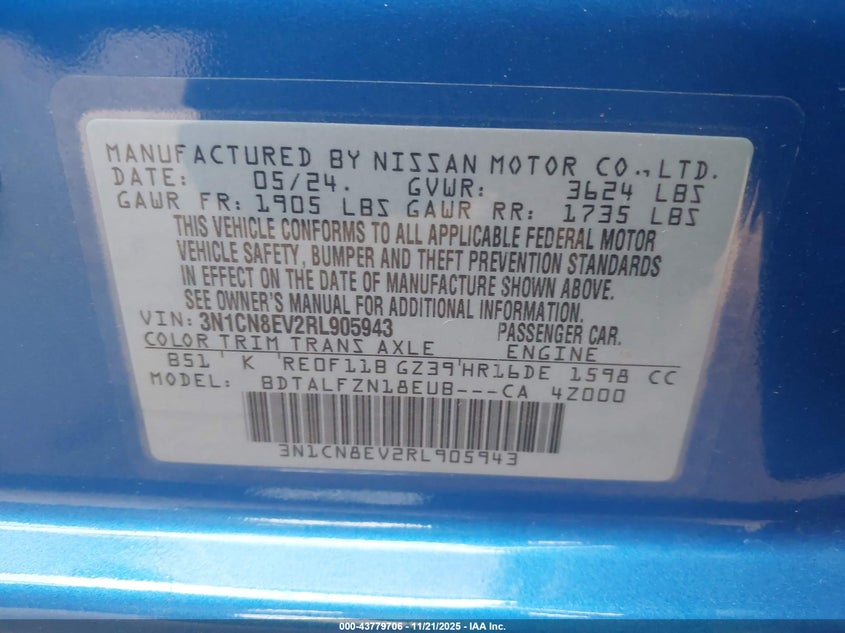 MANUFACTURED BY NISSAN MOTOR CO.,LTD.
DATE: 05/24. GVWR: 3624 LBS
GAWR FR: 1905 LBS GAWR RR: 1735 LBS
THIS VEHICLE CONFORMS TO ALL APPLICABLE FEDERAL MOTOR
VEHICLE SAFETY, BUMPER AND THEFT PREVENTION STANDARDS
IN EFFECT ON THE DATE OF MANUFACTURE SHOWN ABOVE.
SEE OWNER'S MANUAL FOR ADDITIONAL INFORMATION.
VIN: 3N1CN8EV2RL905943 PASSENGER CAR.
COLOR TRIM TRANS AXLE ENGINE
B51 K RE0F11B GZ39 HR16DE 1598 CC
MODEL: BDTALFZN18EUB---CA 4Z000
3N1CN8EV2RL905943
000-43779706 - 11/21/2025 - IAA Inc.